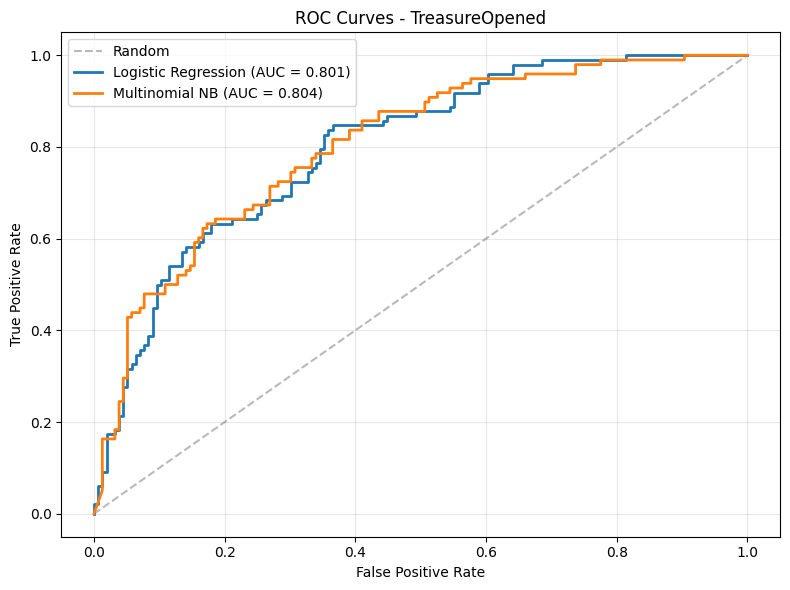 ROC Curves - TreasureOpened
Random
Logistic Regression (AUC = 0.801)
Multinomial NB (AUC = 0.804)
True Positive Rate
1.0
0.8
0.6
0.4
0.2
0.0
0.0 0.2 0.4 0.6 0.8 1.0
False Positive Rate